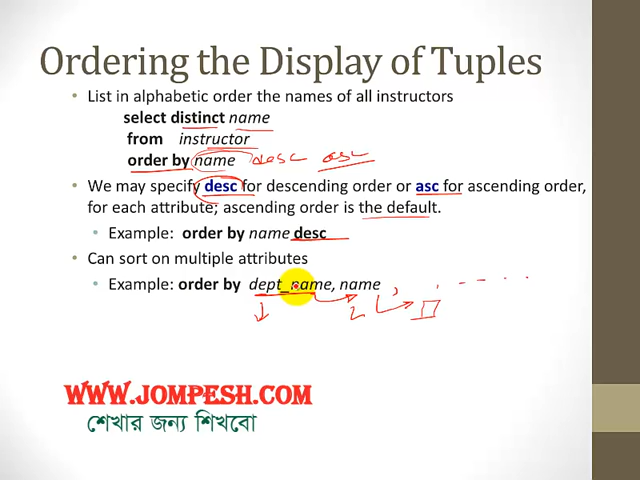 Ordering the Display of Tuples
• List in alphabetic order the names of all instructors
select distinct name
from instructor
order by name desc asc
• We may specify desc for descending order or asc for ascending order,
for each attribute; ascending order is the default.
• Example: order by name desc
• Can sort on multiple attributes
• Example: order by dept_name, name
WWW.JOMPESH.COM
শেখার জন্য শিখবো